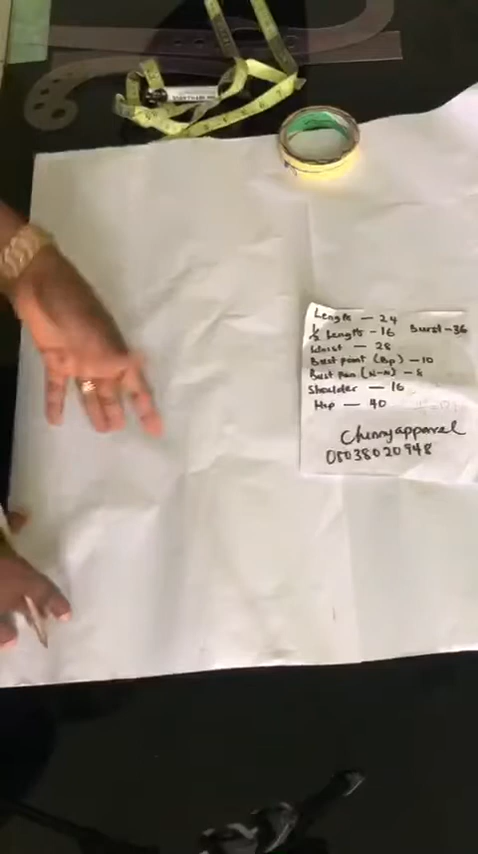 Length — 24
½ Length - 16 Burst - 36
Waist — 28
Bust point (Bp) — 10
Bust Pan (N-N) — 8
Shoulder — 16
Hip — 40
Chinnyapparel
08038020948